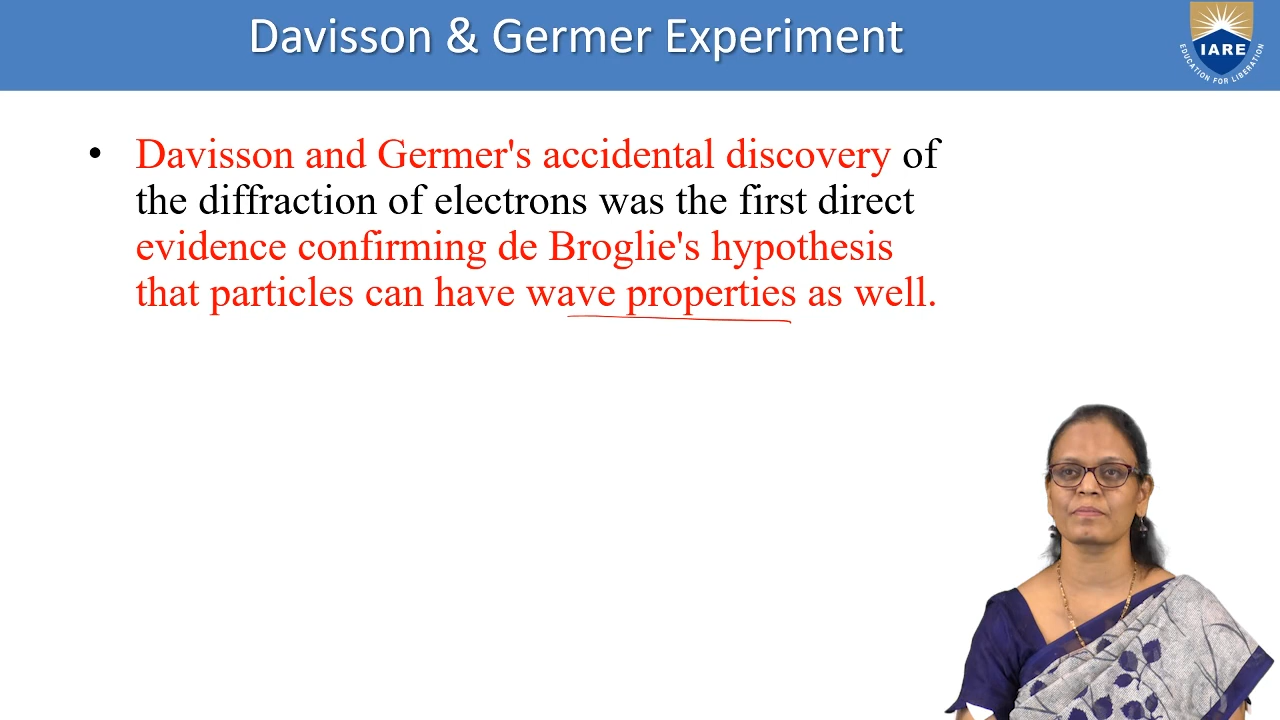 Davisson & Germer Experiment
IARE
EDUCATION FOR LIBERATION
• Davisson and Germer's accidental discovery of
the diffraction of electrons was the first direct
evidence confirming de Broglie's hypothesis
that particles can have wave properties as well.